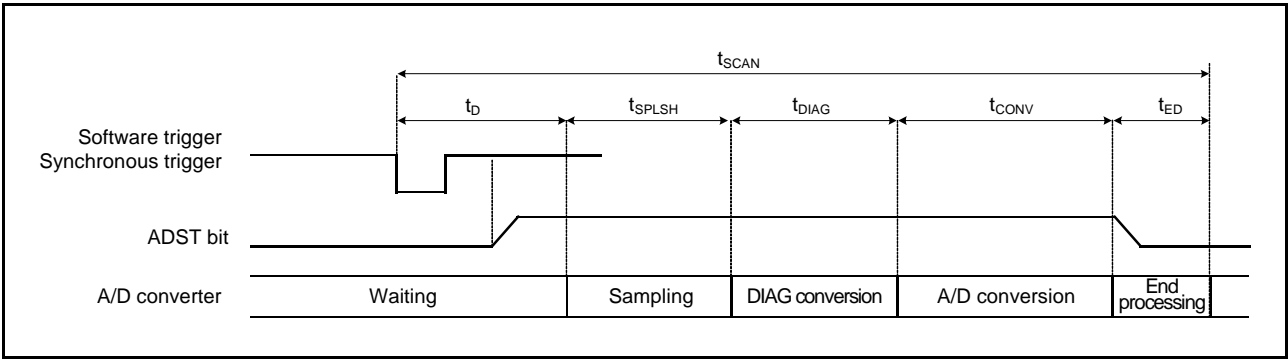 tSCAN
tD tSPLSH tDIAG tCONV tED
Software trigger
Synchronous trigger
ADST bit
A/D converter Waiting Sampling DIAG conversion A/D conversion End processing